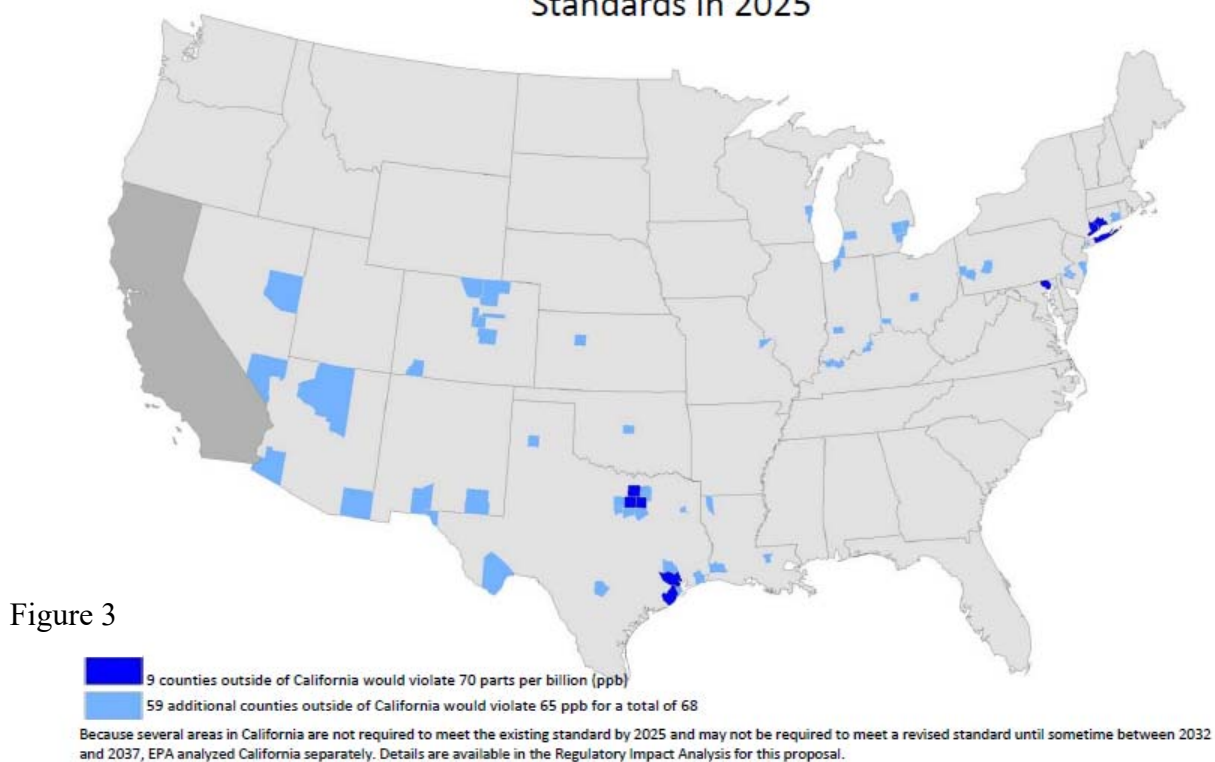 Standards in 2025
Figure 3
9 counties outside of California would violate 70 parts per billion (ppb)
59 additional counties outside of California would violate 65 ppb for a total of 68
Because several areas in California are not required to meet the existing standard by 2025 and may not be required to meet a revised standard until sometime between 2032
and 2037, EPA analyzed California separately. Details are available in the Regulatory Impact Analysis for this proposal.